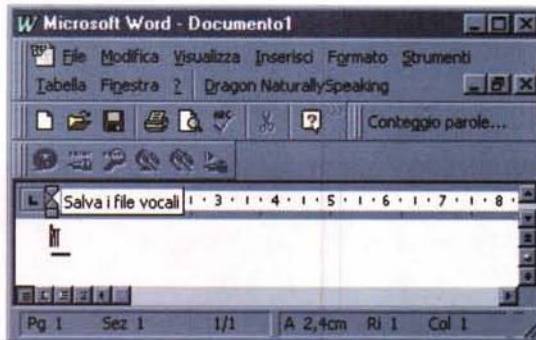 Microsoft Word - Documento1
File Modifica Visualizza Inserisci Formato Strumenti
Tabella Finestra ? Dragon NaturallySpeaking
Conteggio parole...
Salva i file vocali · 3 · 4 · 5 · 6 · 7 · 8 ·
Pg 1 Sez 1 1/1 A 2,4cm Ri 1 Col 1